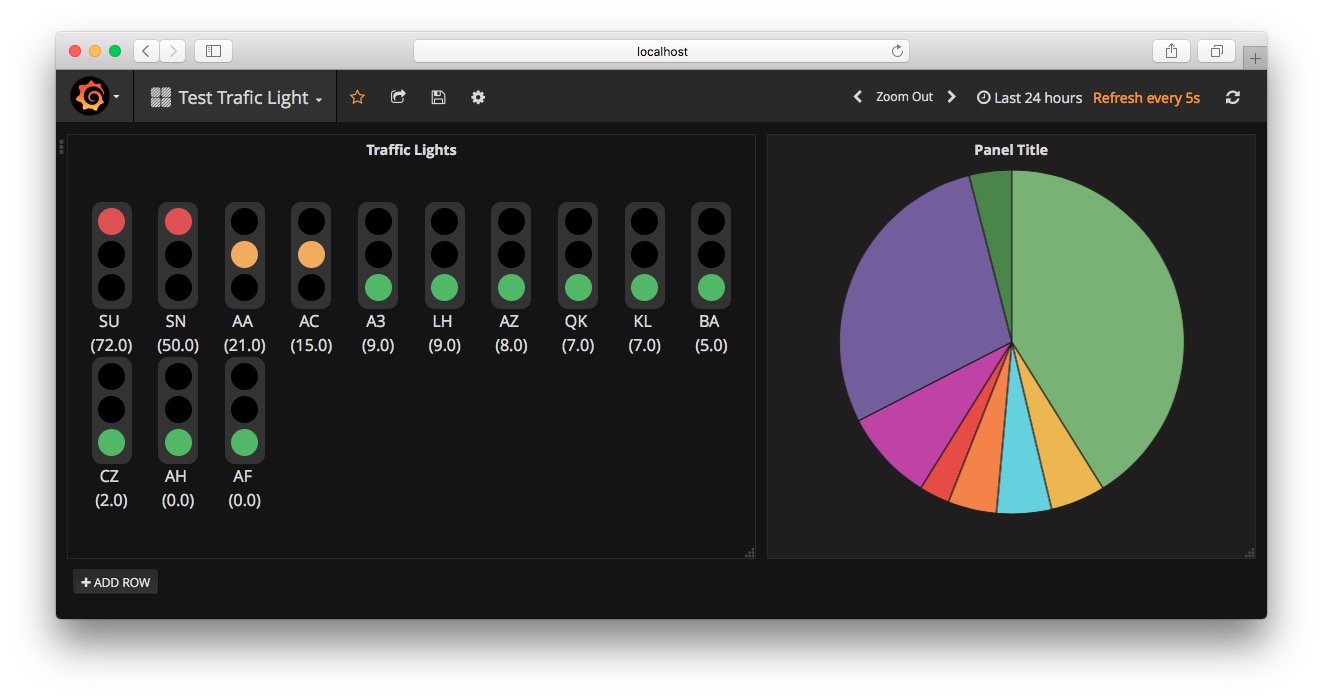 localhost
Test Trafic Light
Zoom Out
Last 24 hours
Refresh every 5s
Traffic Lights
Panel Title
SU SN AA AC A3 LH AZ QK KL BA
(72.0) (50.0) (21.0) (15.0) (9.0) (9.0) (8.0) (7.0) (7.0) (5.0)
CZ AH AF
(2.0) (0.0) (0.0)
+ ADD ROW